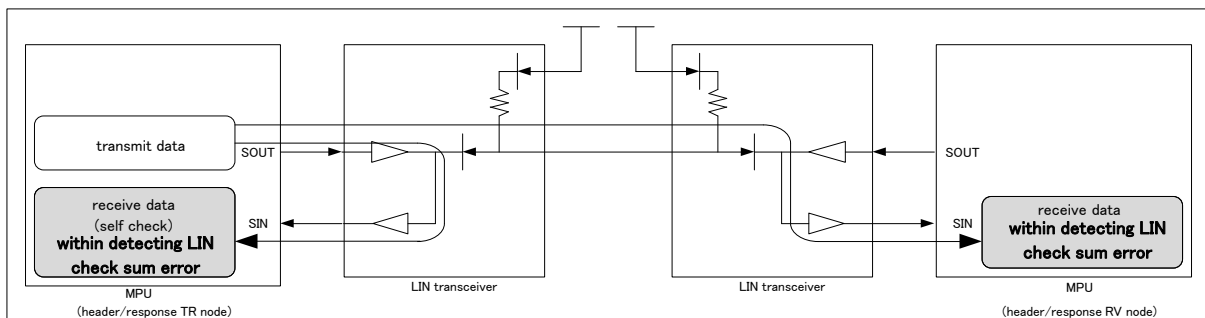 transmit data
SOUT
receive data
(self check)
within detecting LIN
check sum error
SIN
MPU
(header/response TR node)
LIN transceiver
LIN transceiver
SOUT
SIN
receive data
within detecting LIN
check sum error
MPU
(header/response RV node)